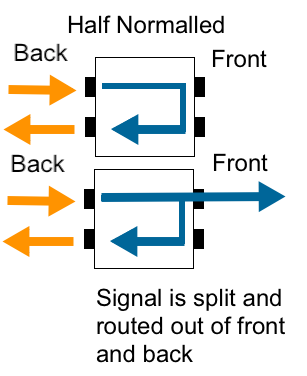 Half Normalled
Back Front
Back Front
Signal is split and
routed out of front
and back